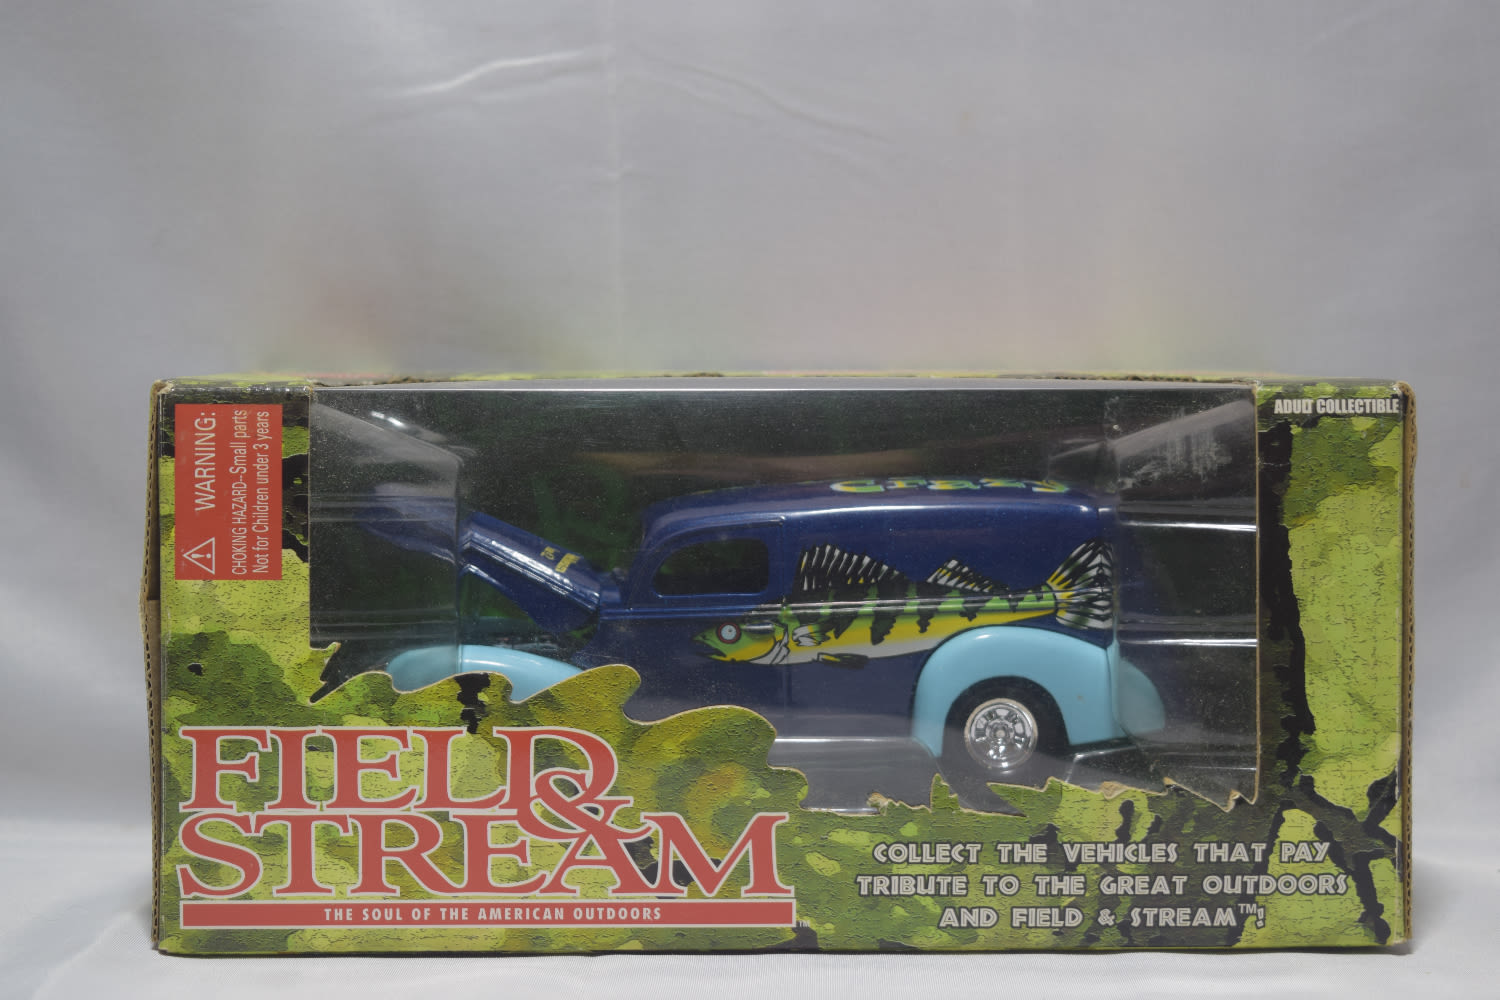 WARNING:
CHOKING HAZARD--Small parts
Not for Children under 3 years
ADULT COLLECTIBLE
Crazy
FIELD
&
STREAM
THE SOUL OF THE AMERICAN OUTDOORS
TM
COLLECT THE VEHICLES THAT PAY
TRIBUTE TO THE GREAT OUTDOORS
AND FIELD & STREAM™!